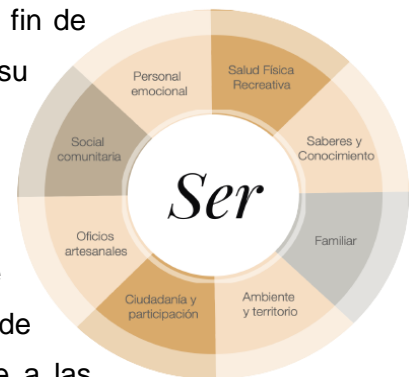 fin de
su
Personal
emocional
Salud Física
Recreativa
Social
comunitaria
Saberes y
Conocimiento
Ser
Oficios
artesanales
Familiar
Ciudadanía y
participación
Ambiente
y territorio
de
e a las